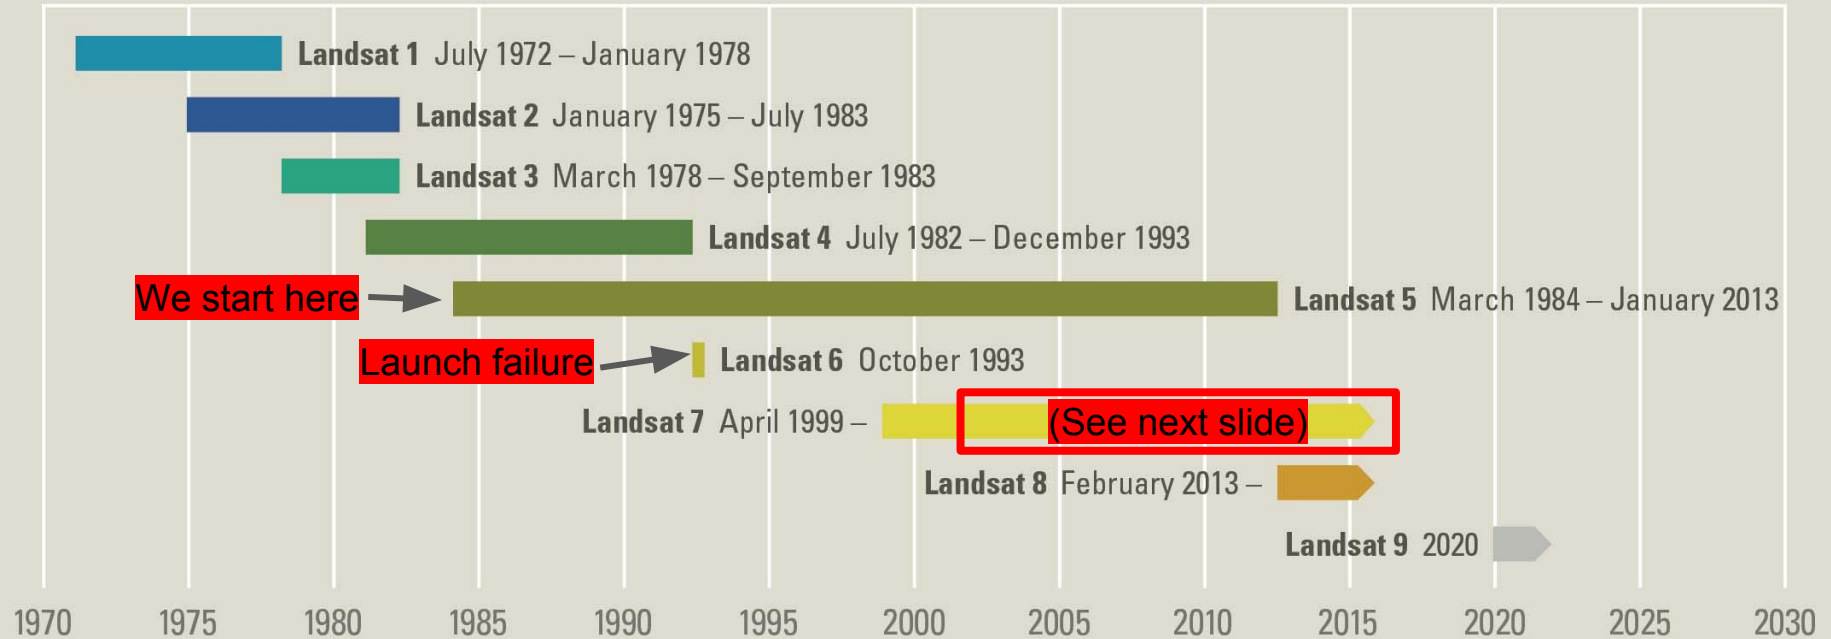 Landsat 1 July 1972 – January 1978
Landsat 2 January 1975 – July 1983
Landsat 3 March 1978 – September 1983
Landsat 4 July 1982 – December 1993
We start here
Landsat 5 March 1984 – January 2013
Launch failure
Landsat 6 October 1993
Landsat 7 April 1999 –
(See next slide)
Landsat 8 February 2013 –
Landsat 9 2020
1970 1975 1980 1985 1990 1995 2000 2005 2010 2015 2020 2025 2030